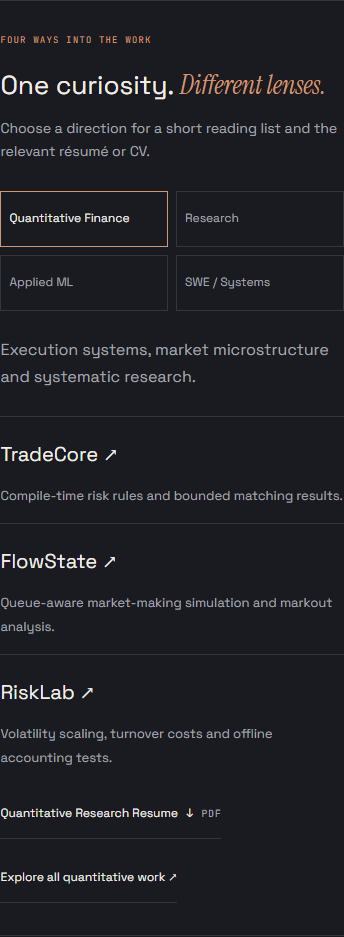 FOUR WAYS INTO THE WORK
One curiosity. Different lenses.
Choose a direction for a short reading list and the
relevant résumé or CV.
Quantitative Finance
Research
Applied ML
SWE / Systems
Execution systems, market microstructure
and systematic research.
TradeCore ↗
Compile-time risk rules and bounded matching results.
FlowState ↗
Queue-aware market-making simulation and markout
analysis.
RiskLab ↗
Volatility scaling, turnover costs and offline
accounting tests.
Quantitative Research Resume ↓ PDF
Explore all quantitative work ↗